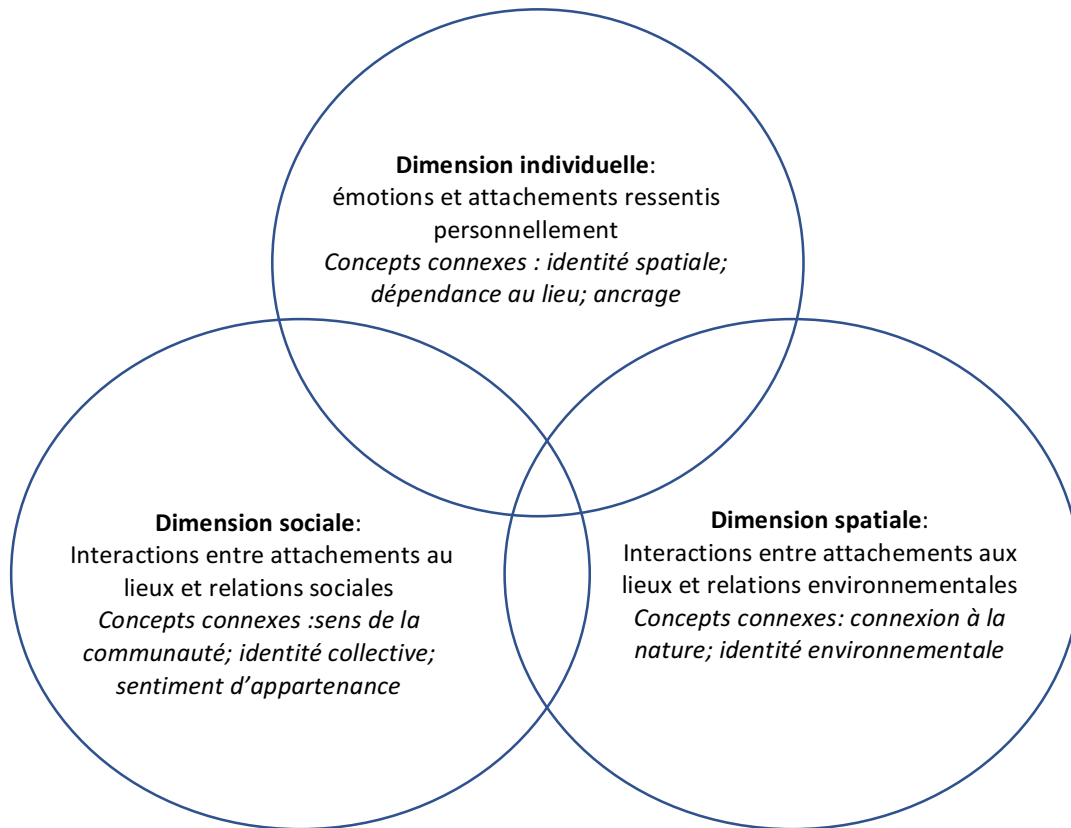 Dimension individuelle:
émotions et attachements ressentis
personnellement
Concepts connexes : identité spatiale;
dépendance au lieu; ancrage
Dimension sociale:
Interactions entre attachements au
lieux et relations sociales
Concepts connexes :sens de la
communauté; identité collective;
sentiment d’appartenance
Dimension spatiale:
Interactions entre attachements aux
lieux et relations environnementales
Concepts connexes: connexion à la
nature; identité environnementale